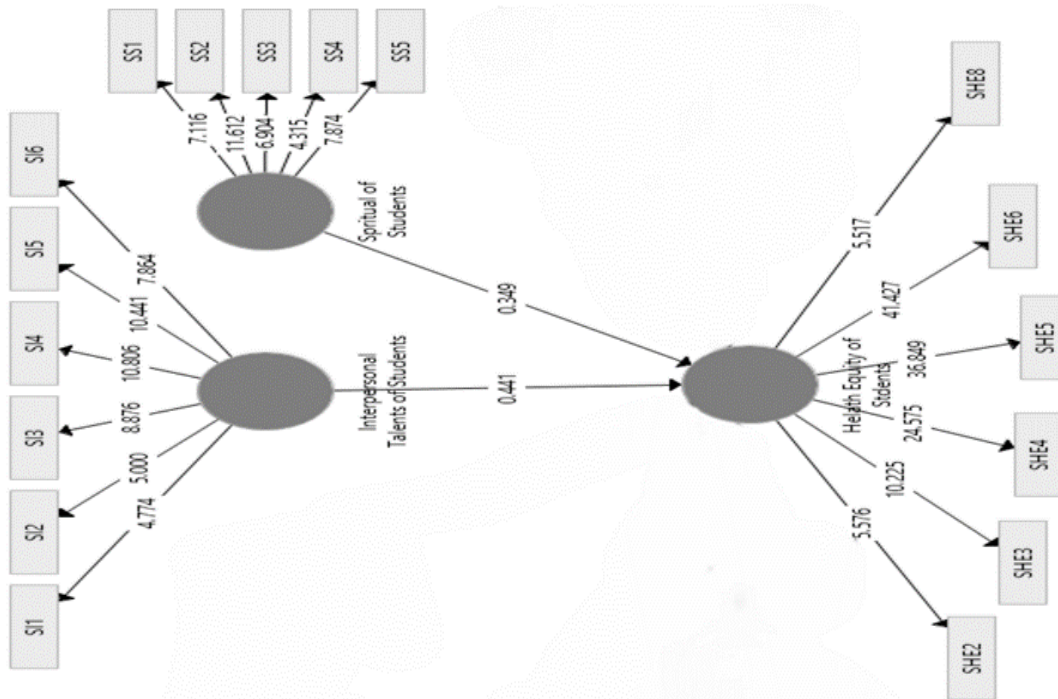 SI1
SI2
SI3
SI4
SI5
SI6
4.774
5.000
8.876
10.806
10.441
7.864
Interpersonal
Talents of Students
SS1
SS2
SS3
SS4
SS5
7.116
11.612
6.904
4.315
7.874
Spritual of
Students
0.441
0.349
Helath Equity of
Stdents
5.576
10.225
24.575
36.849
41.427
5.517
SHE2
SHE3
SHE4
SHE5
SHE6
SHE8